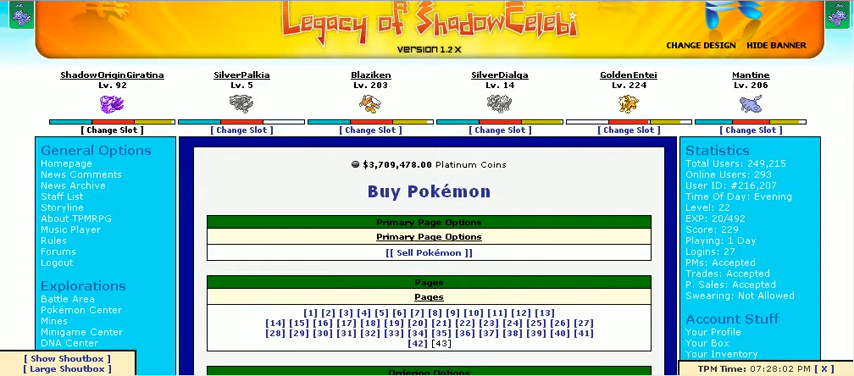 Legacy of ShadowCelebi
version 1.2 X
CHANGE DESIGN HIDE BANNER
ShadowOriginGiratina SilverPalkia Blaziken SilverDialga GoldenEntei Mantine
Lv. 92 Lv. 5 Lv. 203 Lv. 14 Lv. 224 Lv. 206
[ Change Slot ] [ Change Slot ] [ Change Slot ] [ Change Slot ] [ Change Slot ] [ Change Slot ]
General Options
Homepage
News Comments
News Archive
Staff List
Storyline
About TPMRPG
Music Player
Rules
Forums
Logout
Explorations
Battle Area
Pokémon Center
Mines
Minigame Center
DNA Center
[ Show Shoutbox ]
[ Large Shoutbox ]
$3,709,478.00 Platinum Coins
Buy Pokémon
Primary Page Options
Primary Page Options
[[ Sell Pokémon ]]
Pages
Pages
[1] [2] [3] [4] [5] [6] [7] [8] [9] [10] [11] [12] [13]
[14] [15] [16] [17] [18] [19] [20] [21] [22] [23] [24] [25] [26] [27]
[28] [29] [30] [31] [32] [33] [34] [35] [36] [37] [38] [39] [40] [41]
[42] [43]
Ordering Options
Statistics
Total Users: 249,215
Online Users: 293
User ID: #216,207
Time Of Day: Evening
Level: 22
EXP: 20/492
Score: 229
Playing: 1 Day
Logins: 27
PMs: Accepted
Trades: Accepted
P. Sales: Accepted
Swearing: Not Allowed
Account Stuff
Your Profile
Your Box
Your Inventory
TPM Time: 07:28:02 PM [ X ]